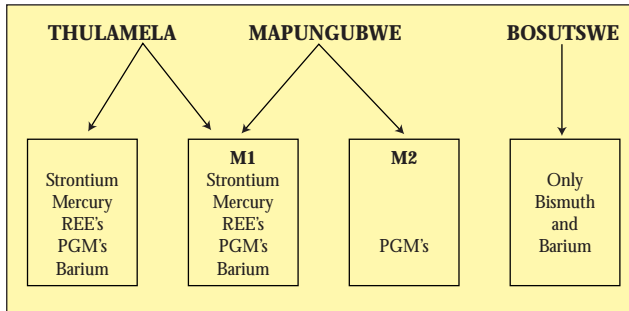 THULAMELA
MAPUNGUBWE
BOSUTSWE
Strontium
Mercury
REE's
PGM's
Barium
M1
Strontium
Mercury
REE's
PGM's
Barium
M2
PGM's
Only
Bismuth
and
Barium